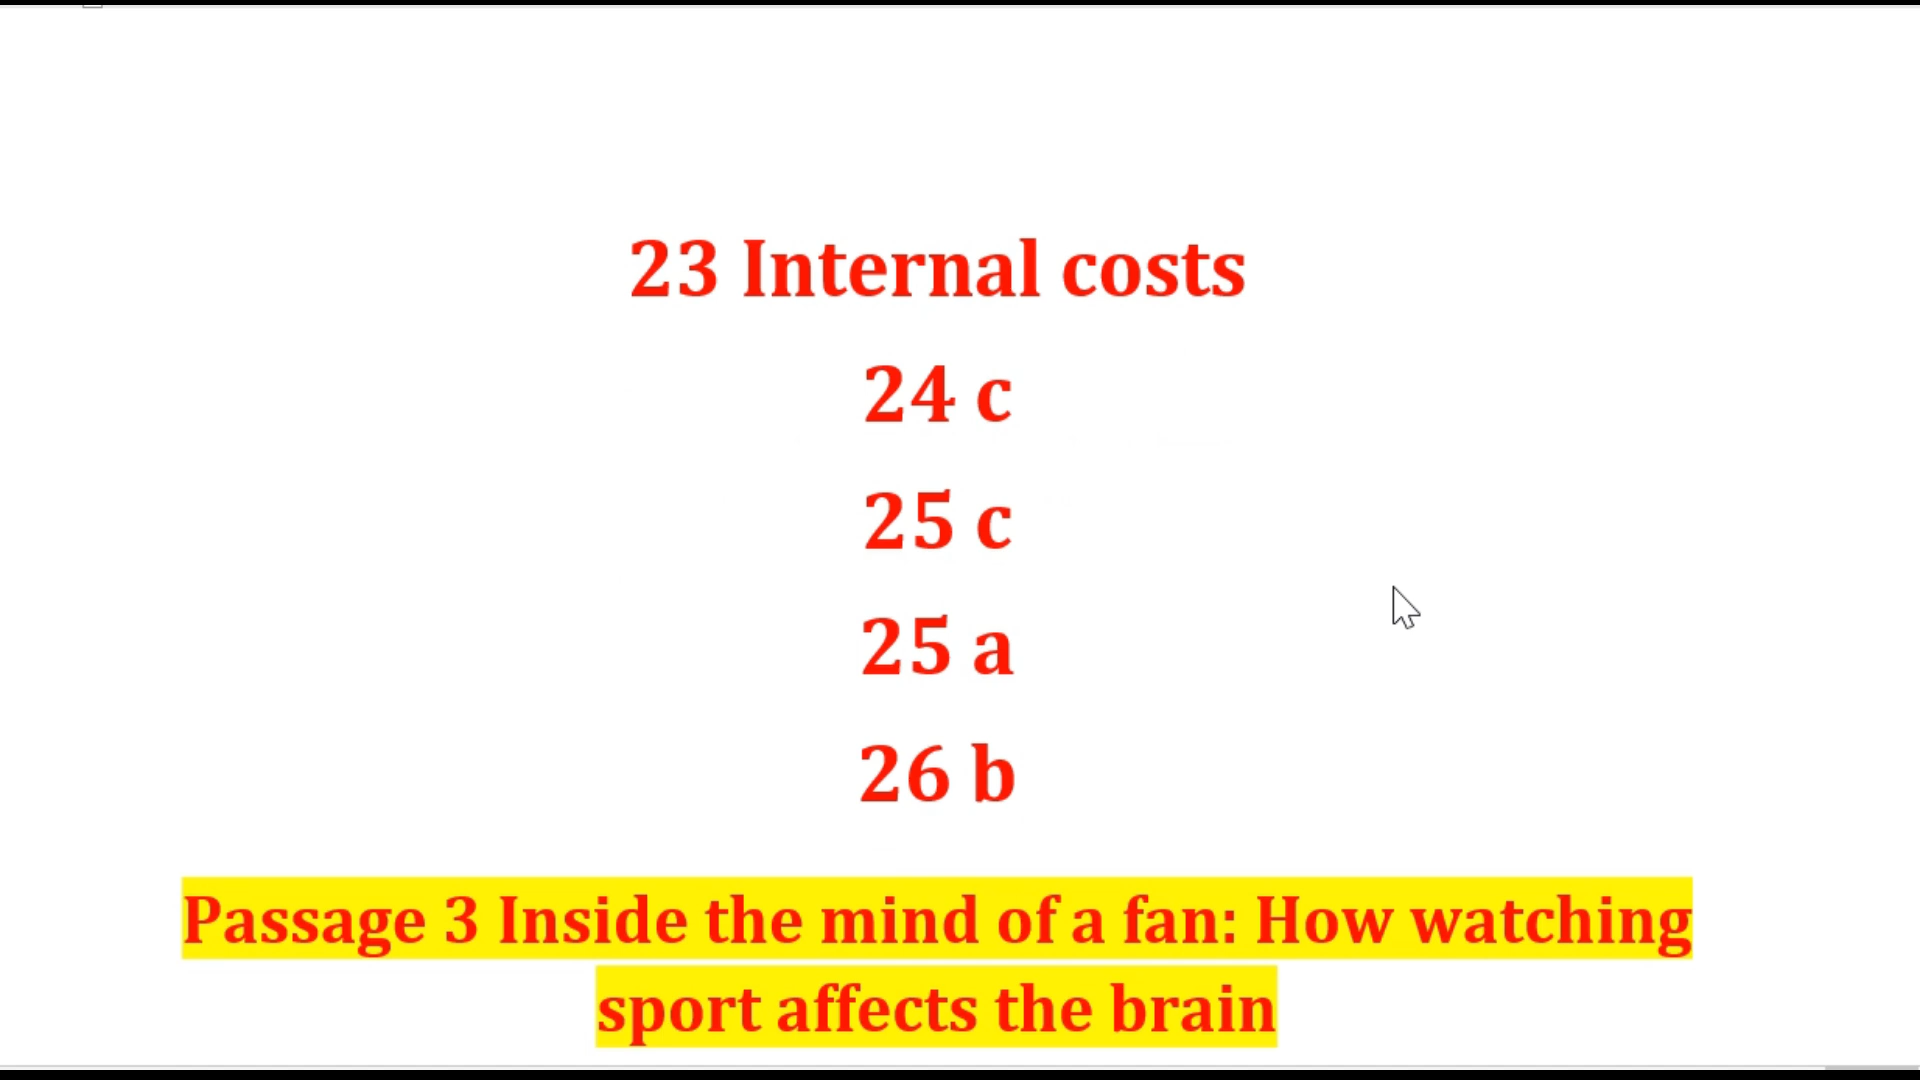 23 Internal costs
24 c
25 c
25 a
26 b
Passage 3 Inside the mind of a fan: How watching
sport affects the brain